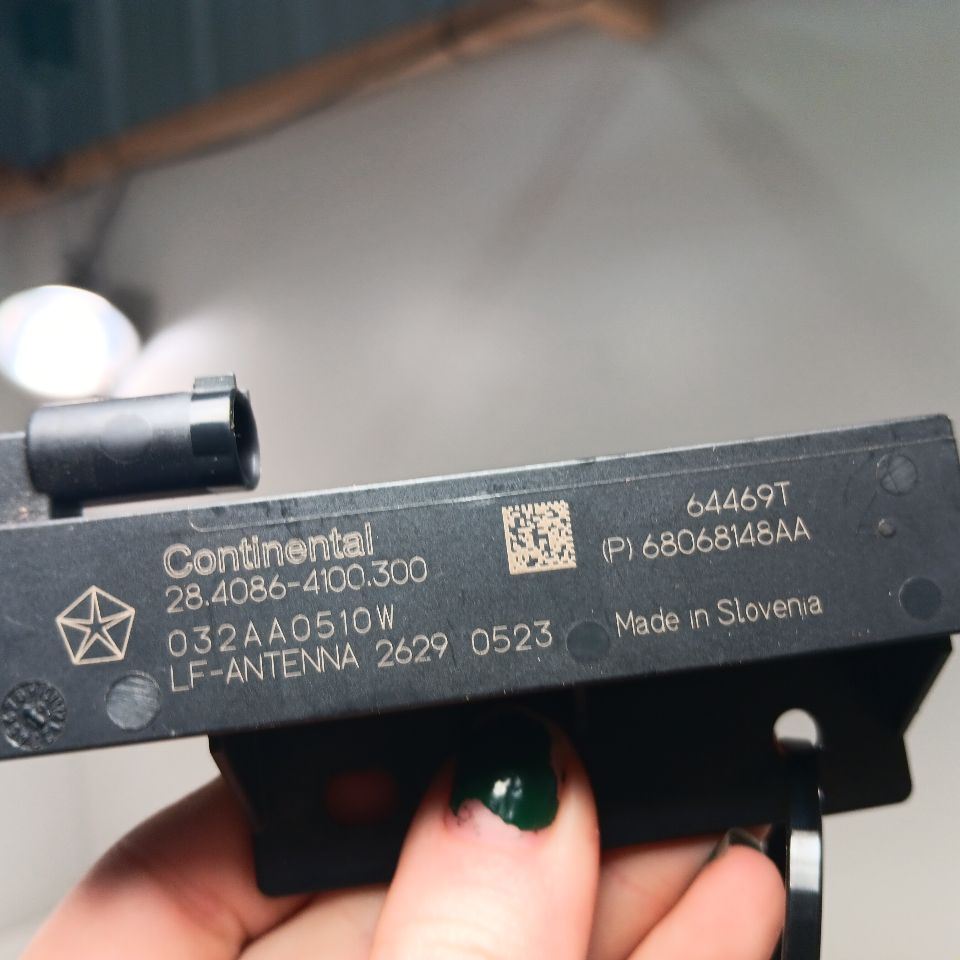 Continental
28.4086-4100.300
032AA0510W
LF-ANTENNA 2629 0523
64469T
(P) 68068148AA
Made in Slovenia